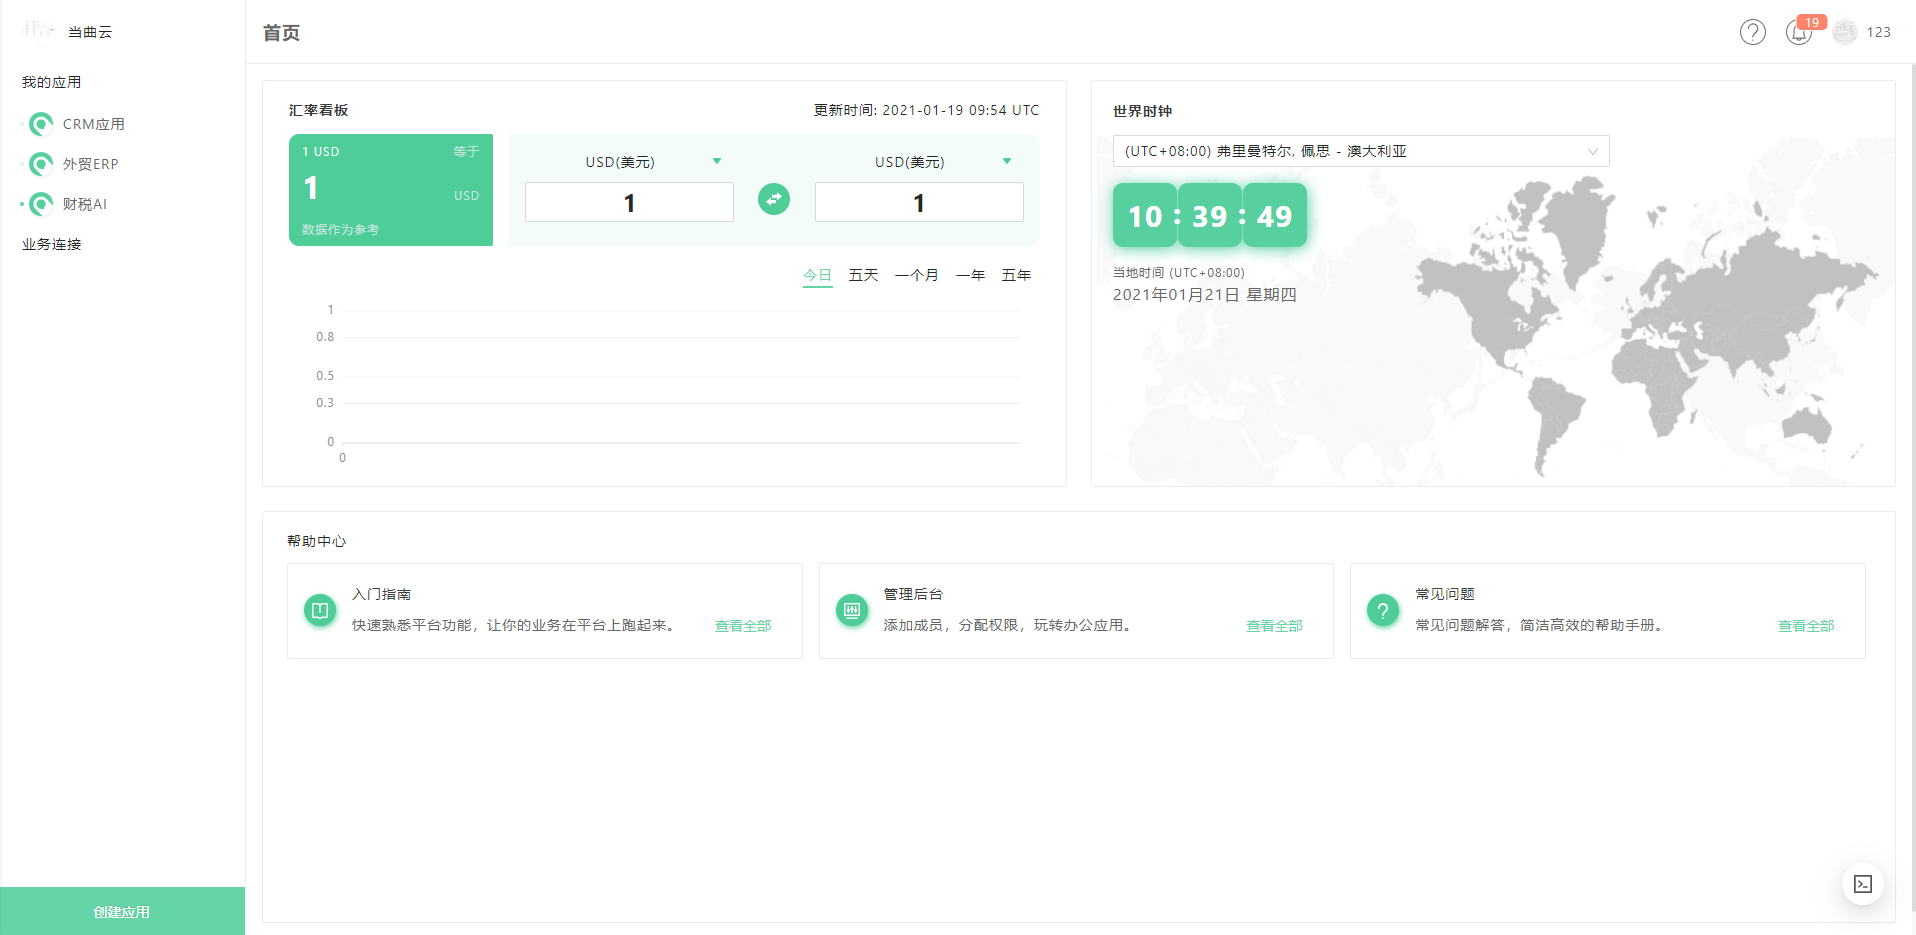 当曲云
我的应用
CRM应用
外贸ERP
财税AI
业务连接
创建应用
首页
19
123
汇率看板
更新时间: 2021-01-19 09:54 UTC
1 USD 等于
1 USD
数据作为参考
USD(美元)
1
USD(美元)
1
今日 五天 一个月 一年 五年
1
0.8
0.5
0.3
0
0
世界时钟
(UTC+08:00) 弗里曼特尔, 佩思 - 澳大利亚
10 : 39 : 49
当地时间 (UTC+08:00)
2021年01月21日 星期四
帮助中心
入门指南
快速熟悉平台功能，让你的业务在平台上跑起来。
查看全部
管理后台
添加成员，分配权限，玩转办公应用。
查看全部
常见问题
常见问题解答，简洁高效的帮助手册。
查看全部